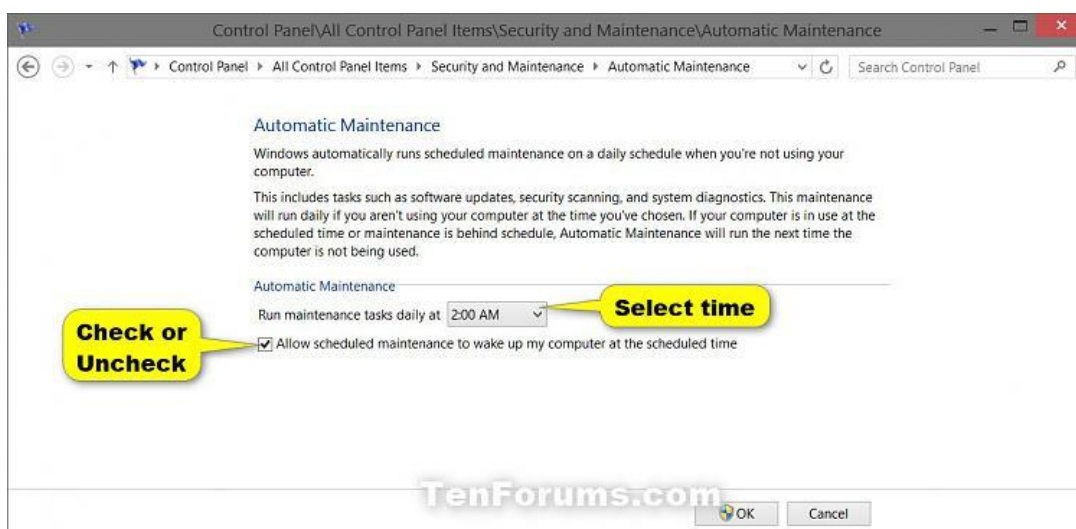 Control Panel\All Control Panel Items\Security and Maintenance\Automatic Maintenance
Control Panel All Control Panel Items Security and Maintenance Automatic Maintenance
Search Control Panel
Automatic Maintenance
Windows automatically runs scheduled maintenance on a daily schedule when you're not using your
computer.
This includes tasks such as software updates, security scanning, and system diagnostics. This maintenance
will run daily if you aren't using your computer at the time you've chosen. If your computer is in use at the
scheduled time or maintenance is behind schedule, Automatic Maintenance will run the next time the
computer is not being used.
Automatic Maintenance
Run maintenance tasks daily at 2:00 AM
Select time
Check or
Uncheck
Allow scheduled maintenance to wake up my computer at the scheduled time
TenForums.com
OK Cancel